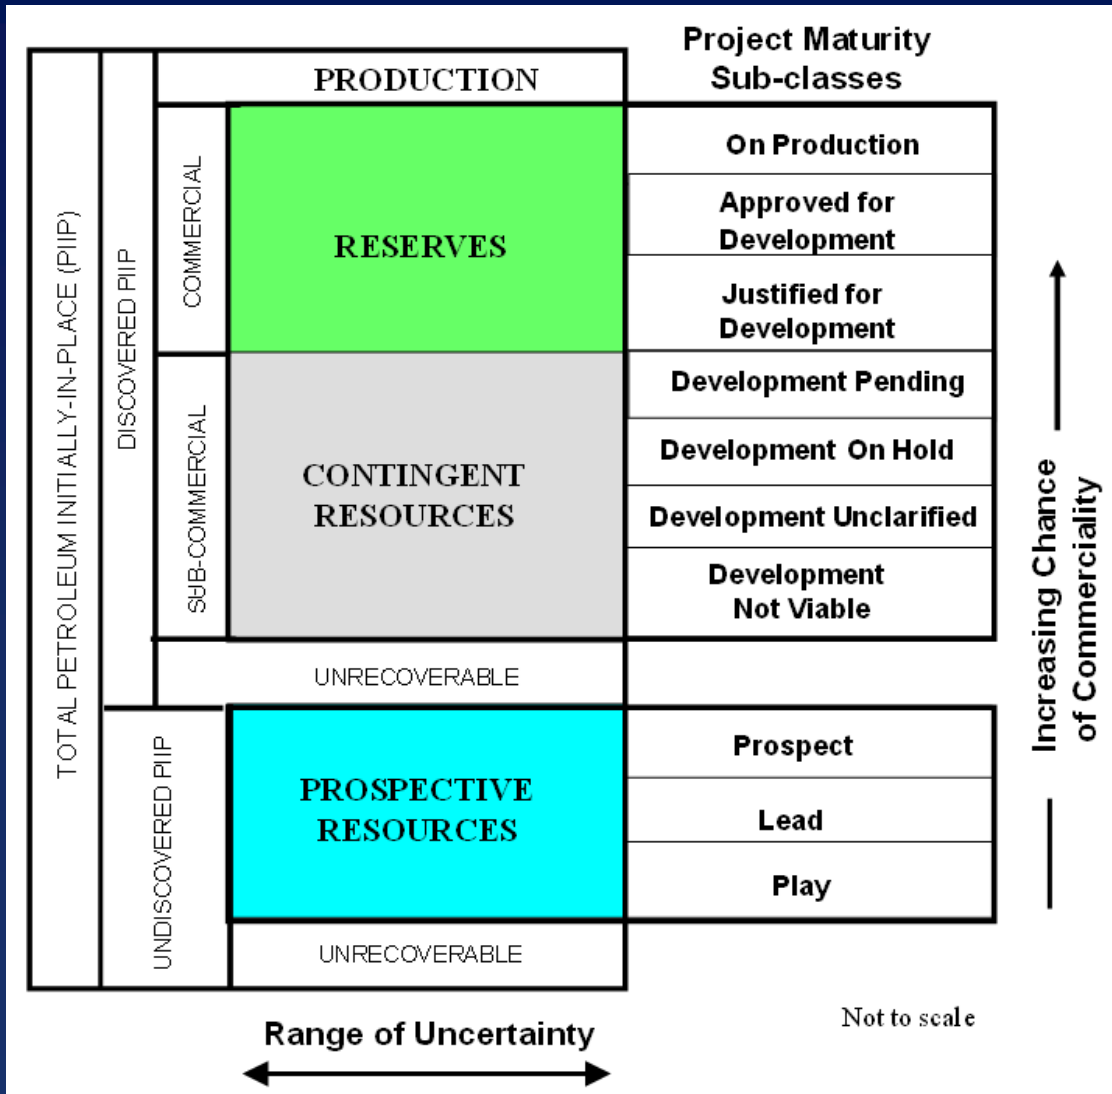 Project Maturity
Sub-classes
PRODUCTION
TOTAL PETROLEUM INITIALLY-IN-PLACE (PIIP)
DISCOVERED PIIP
COMMERCIAL
RESERVES
On Production
Approved for
Development
Justified for
Development
SUB-COMMERCIAL
CONTINGENT
RESOURCES
Development Pending
Development On Hold
Development Unclarified
Development
Not Viable
UNRECOVERABLE
UNDISCOVERED PIIP
PROSPECTIVE
RESOURCES
Prospect
Lead
Play
UNRECOVERABLE
Increasing Chance
of Commerciality
Range of Uncertainty
Not to scale